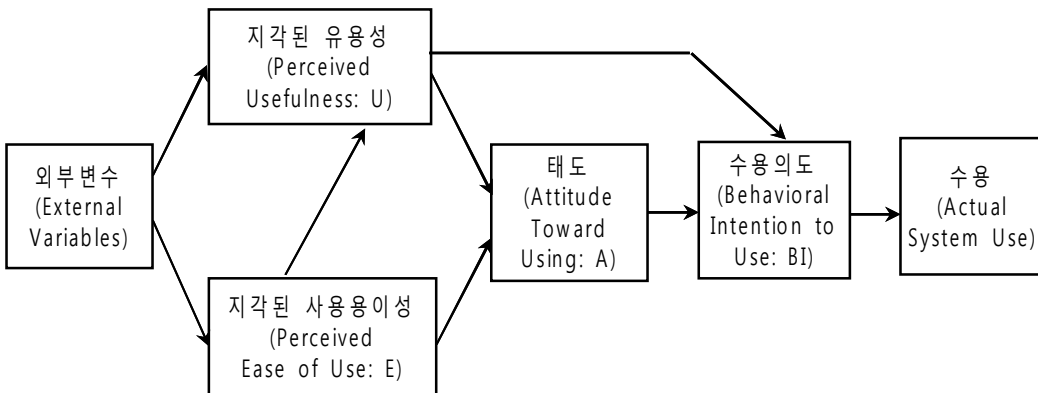 지각된 유용성
(Perceived
Usefulness: U)
외부변수
(External
Variables)
태도
(Attitude
Toward
Using: A)
수용의도
(Behavioral
Intention to
Use: BI)
수용
(Actual
System Use)
지각된 사용용이성
(Perceived
Ease of Use: E)